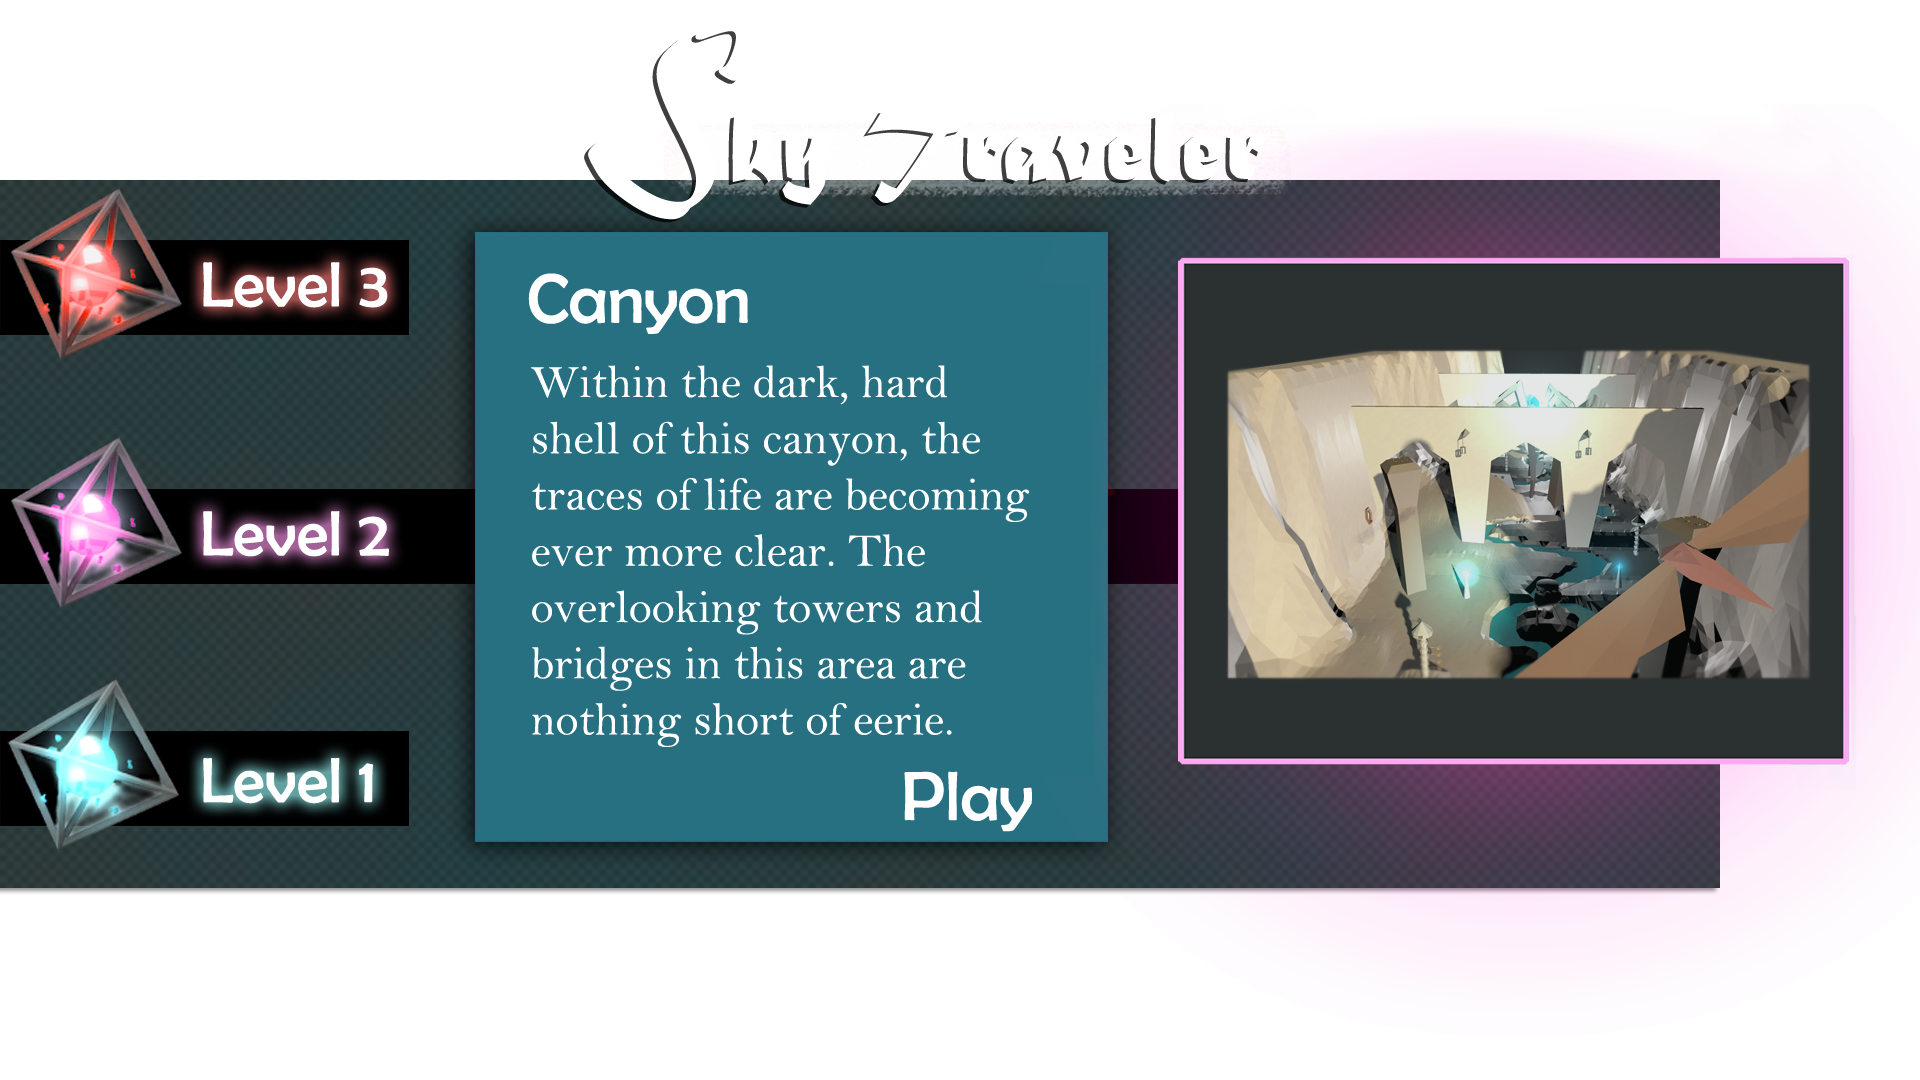 Sky Traveler
Level 3
Level 2
Level 1
Canyon
Within the dark, hard
shell of this canyon, the
traces of life are becoming
ever more clear. The
overlooking towers and
bridges in this area are
nothing short of eerie.
Play